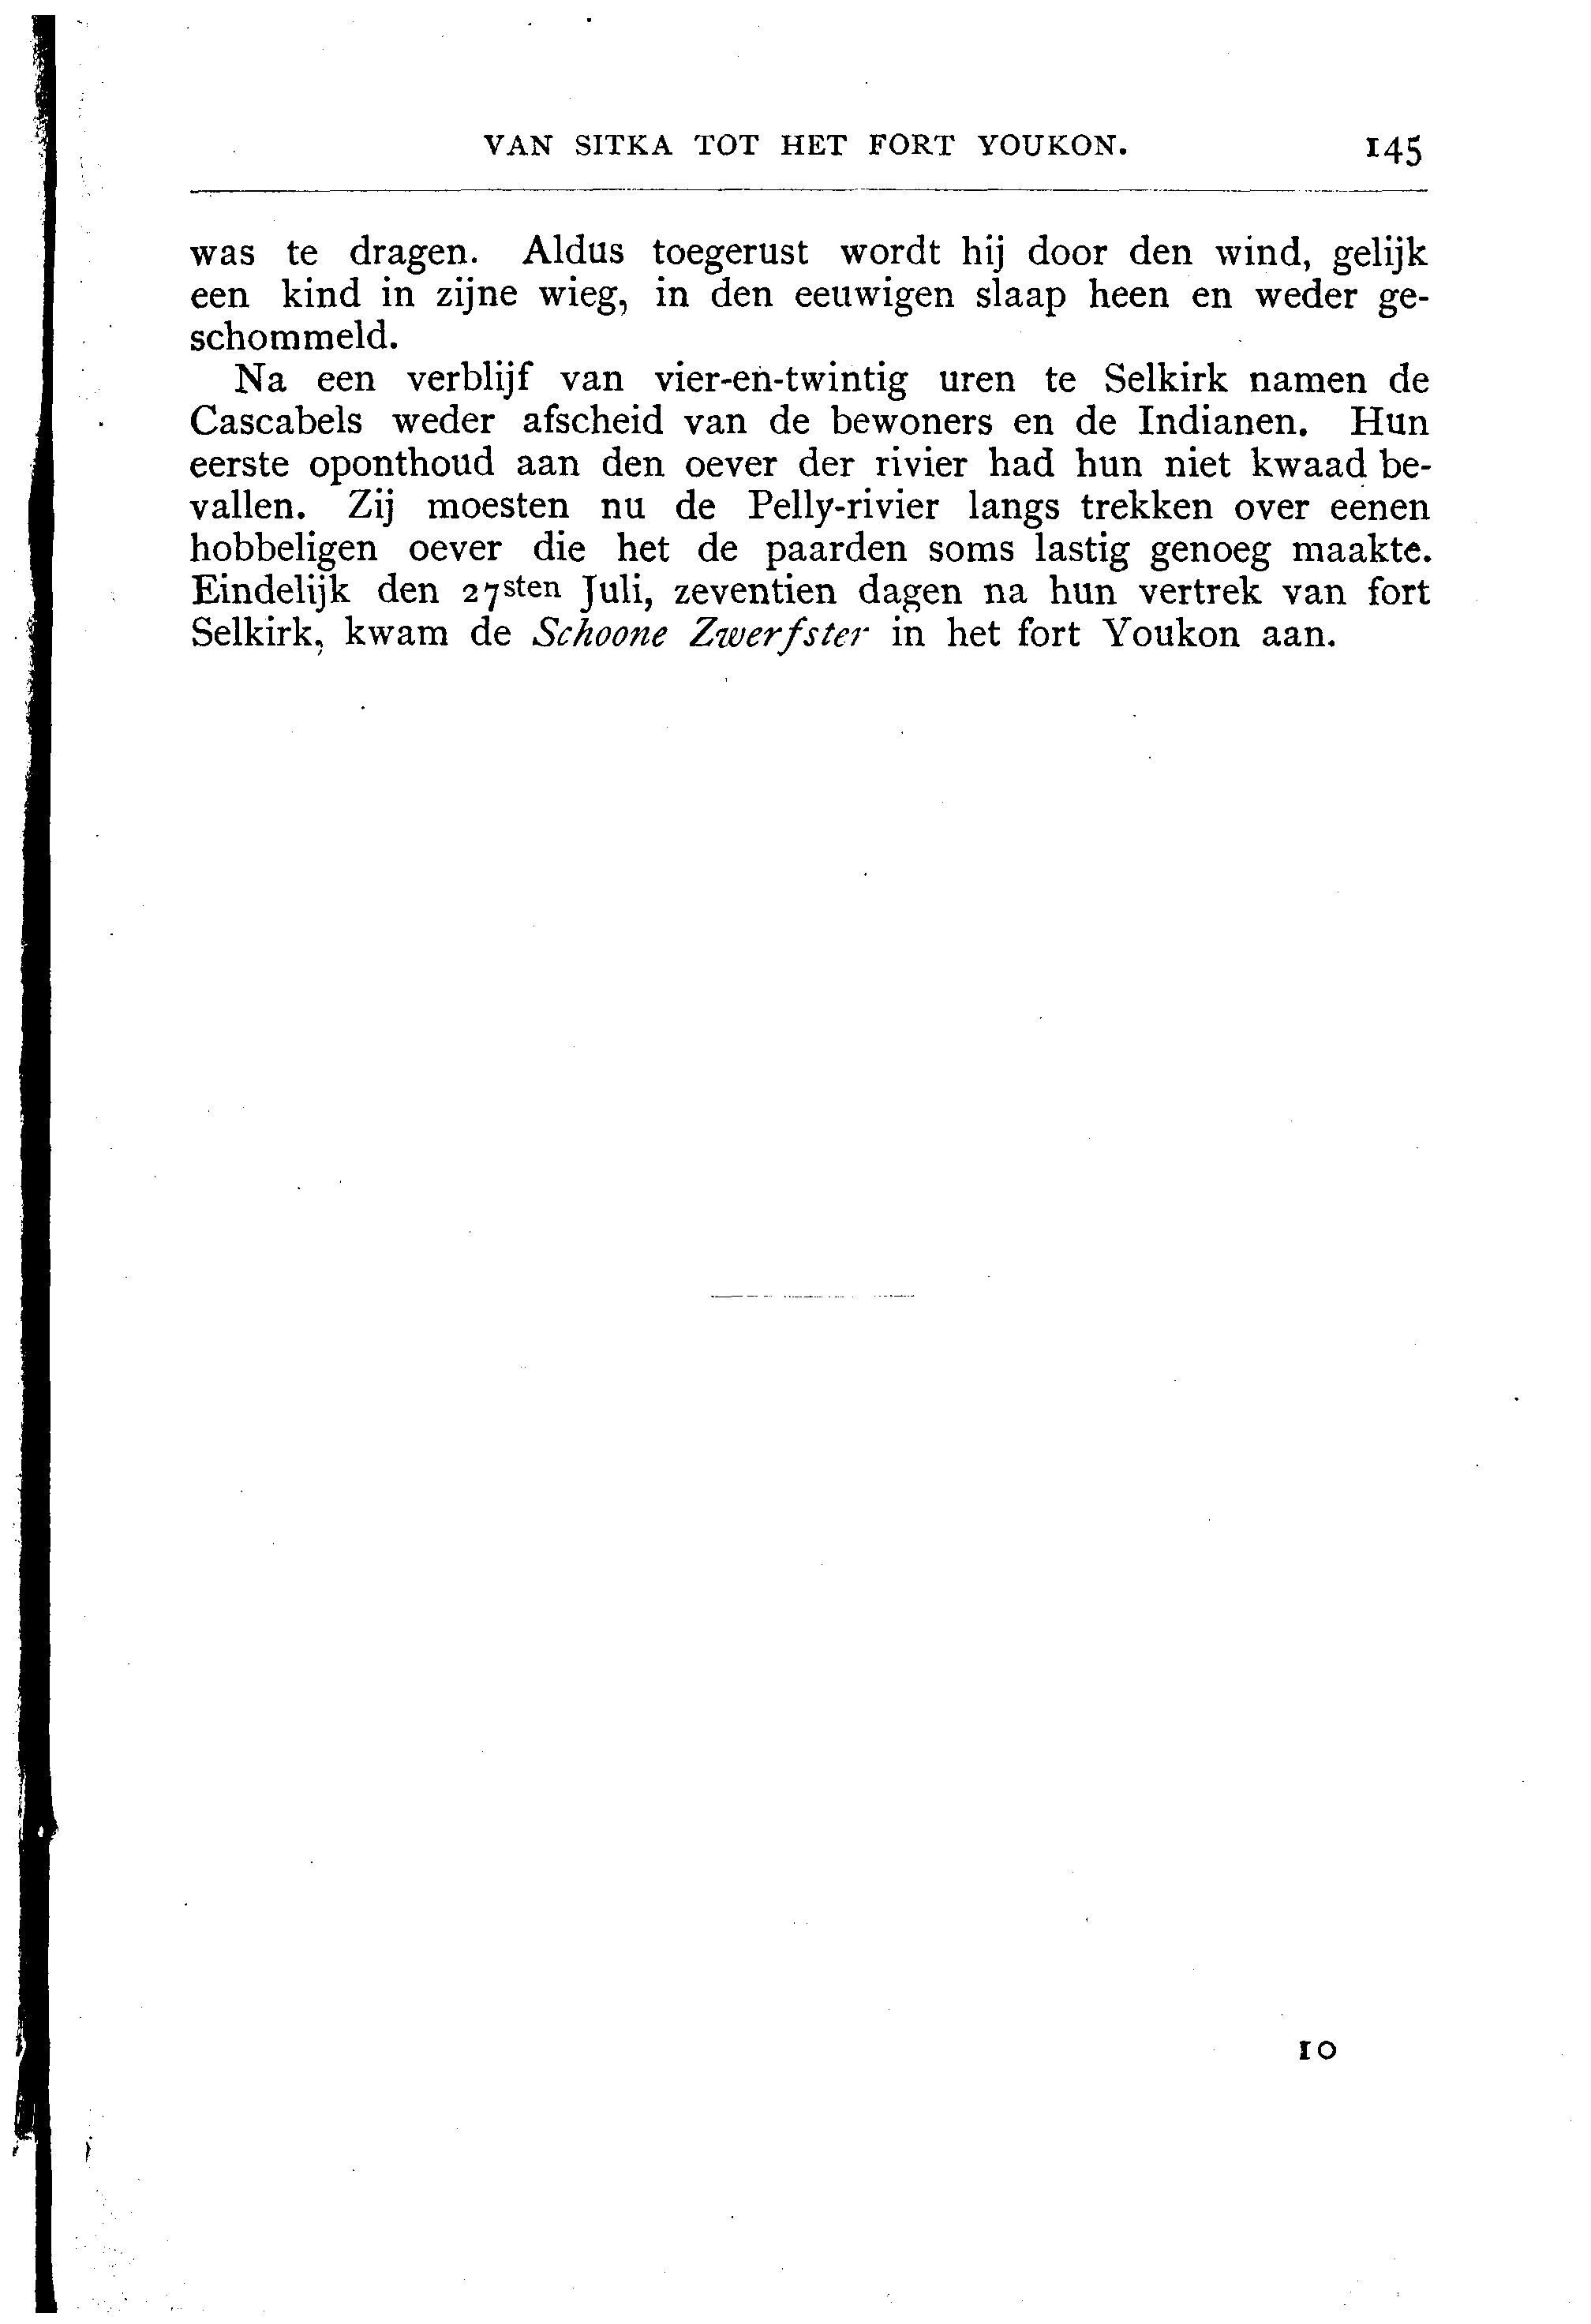 VAN SITKA TOT HET FORT YOUKON. 145
was te dragen. Aldus toegerust wordt hij door den wind, gelijk
een kind in zijne wieg, in den eeuwigen slaap heen en weder ge-
schommeld.
Na een verblijf van vier-en-twintig uren te Selkirk namen de
Cascabels weder afscheid van de bewoners en de Indianen. Hun
eerste oponthoud aan den oever der rivier had hun niet kwaad be-
vallen. Zij moesten nu de Pelly-rivier langs trekken over eenen
hobbeligen oever die het de paarden soms lastig genoeg maakte.
Eindelijk den 27sten Juli, zeventien dagen na hun vertrek van fort
Selkirk, kwam de Schoone Zwerfster in het fort Youkon aan.
10